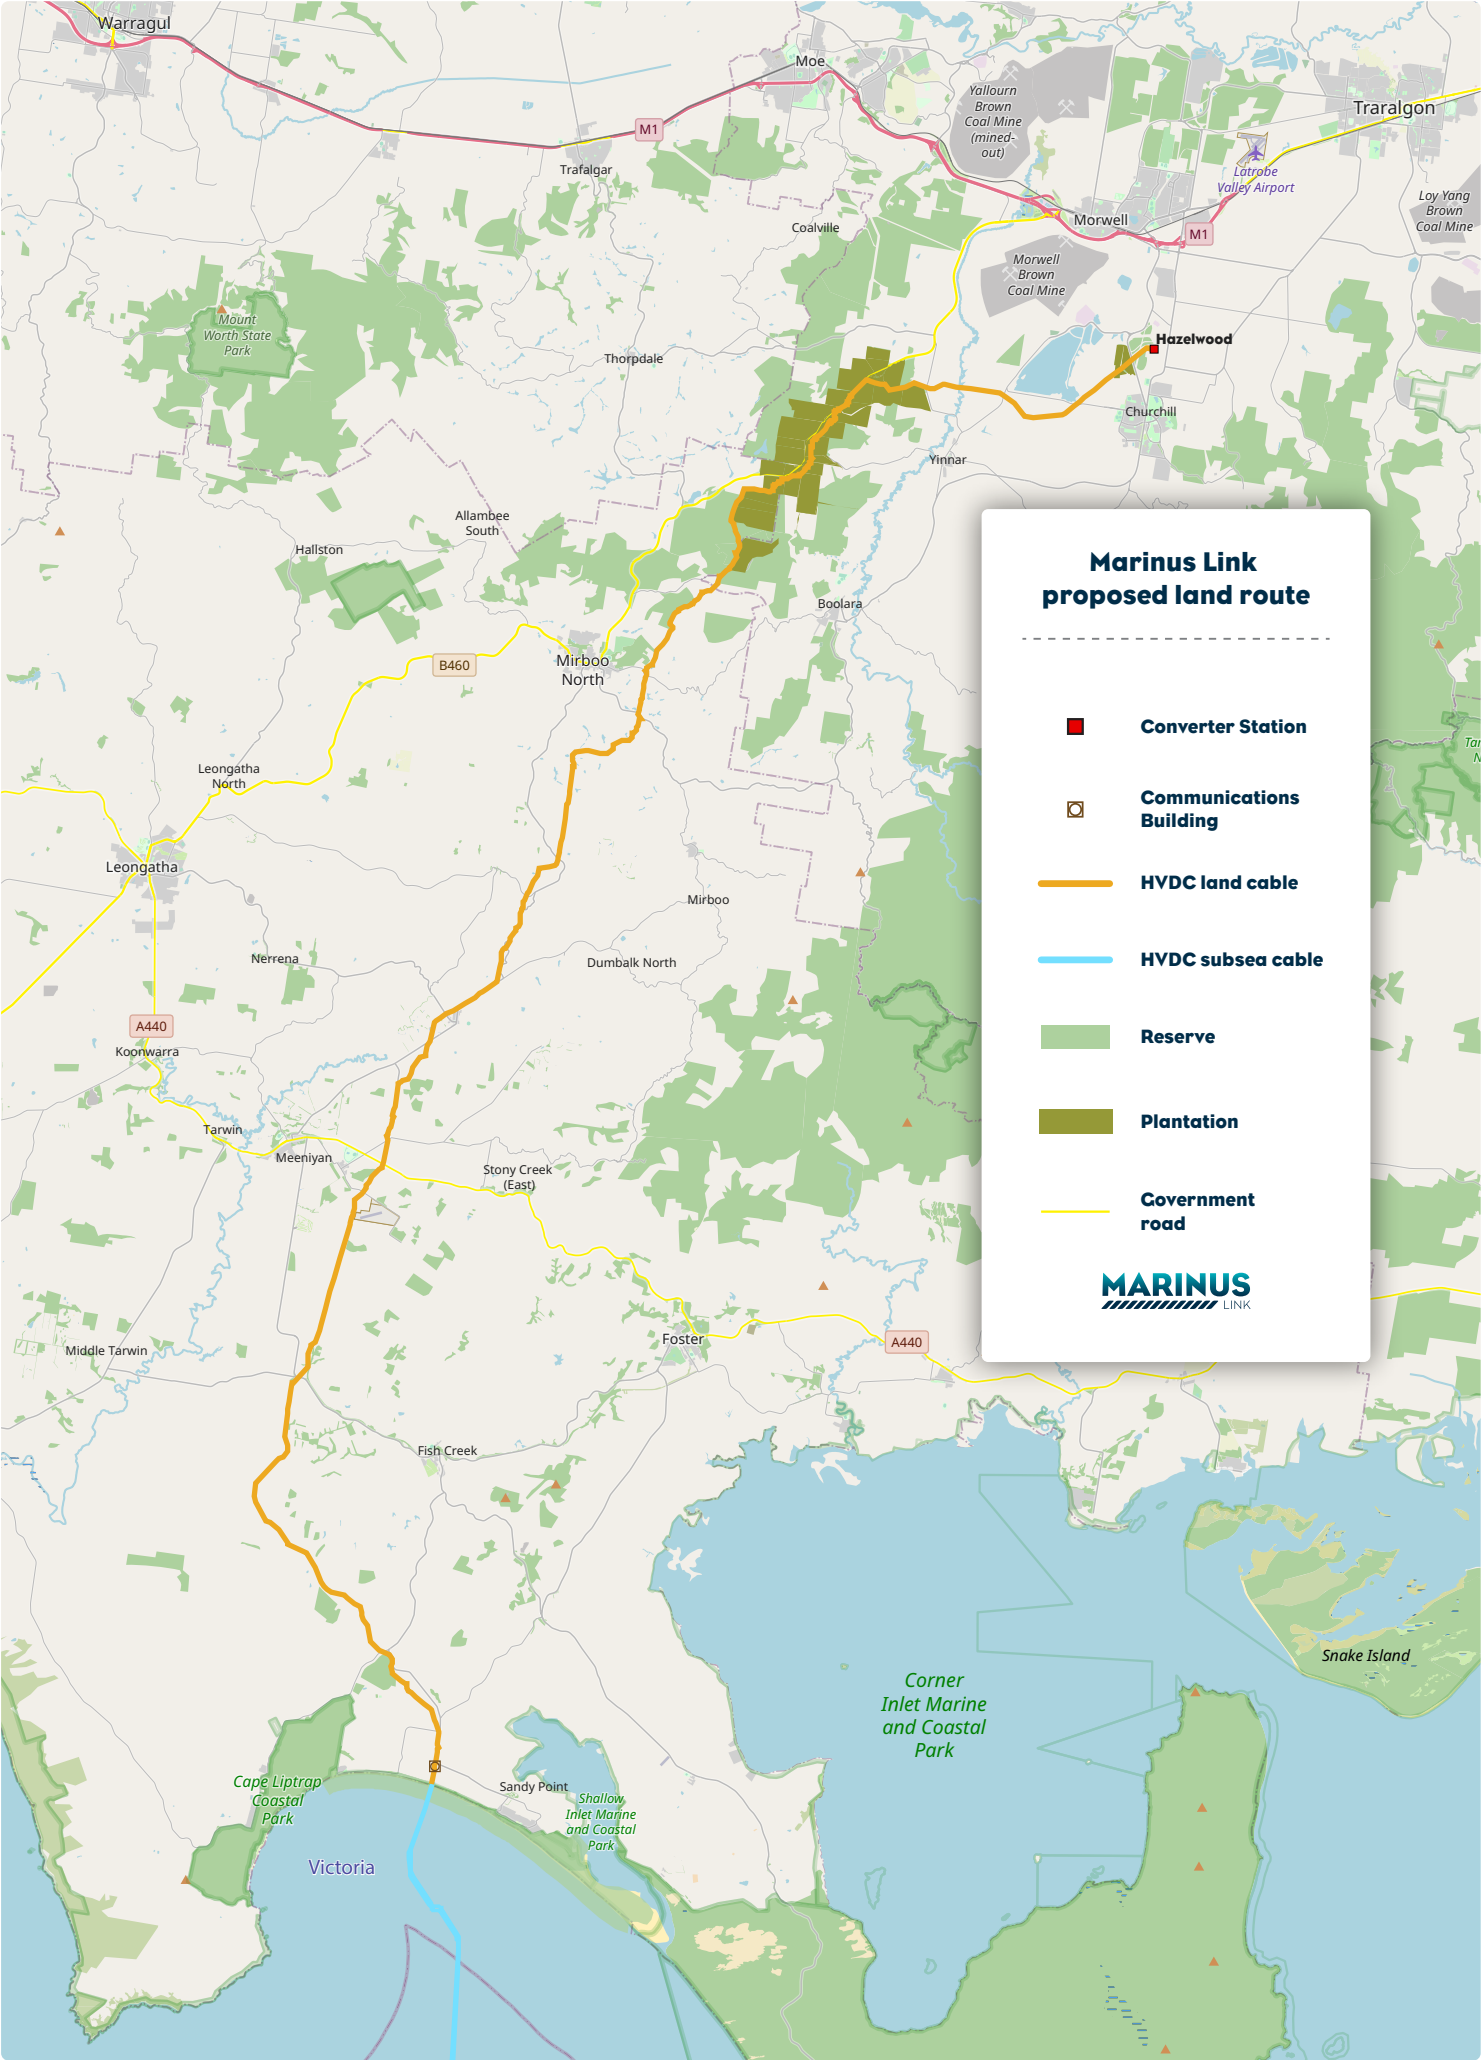 Warragul
Moe
Yallourn
Brown
Coal Mine
(mined-
out)
Traralgon
M1
Trafalgar
Latrobe
Valley Airport
Loy Yang
Brown
Coal Mine
Coalville
Morwell
M1
Morwell
Brown
Coal Mine
Mount
Worth State
Park
Hazelwood
Thorpdale
Churchill
Yinnar
Allambee
South
Hallston
Boolara
B460
Mirboo
North
Leongatha
North
Leongatha
Mirboo
Nerrena
Dumbalk North
A440
Koonwarra
Tarwin
Meeniyan
Stony Creek
(East)
Middle Tarwin
Foster
A440
Fish Creek
Marinus Link
proposed land route
Converter Station
Communications
Building
HVDC land cable
HVDC subsea cable
Reserve
Plantation
Government
road
MARINUS
LINK
Tar
N
Snake Island
Corner
Inlet Marine
and Coastal
Park
Cape Liptrap
Coastal
Park
Sandy Point
Shallow
Inlet Marine
and Coastal
Park
Victoria